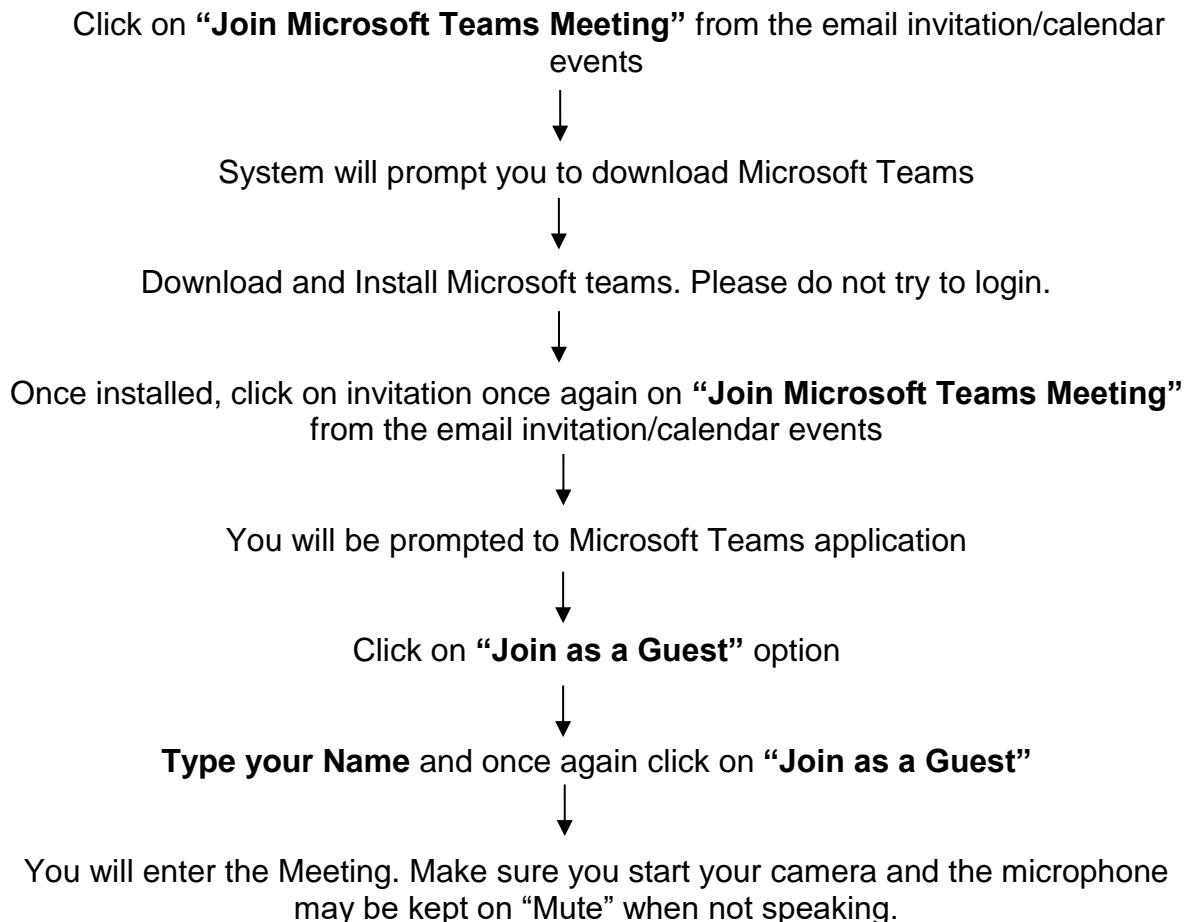 Click on “Join Microsoft Teams Meeting” from the email invitation/calendar
events
System will prompt you to download Microsoft Teams
Download and Install Microsoft teams. Please do not try to login.
Once installed, click on invitation once again on “Join Microsoft Teams Meeting”
from the email invitation/calendar events
You will be prompted to Microsoft Teams application
Click on “Join as a Guest” option
Type your Name and once again click on “Join as a Guest”
You will enter the Meeting. Make sure you start your camera and the microphone
may be kept on “Mute” when not speaking.